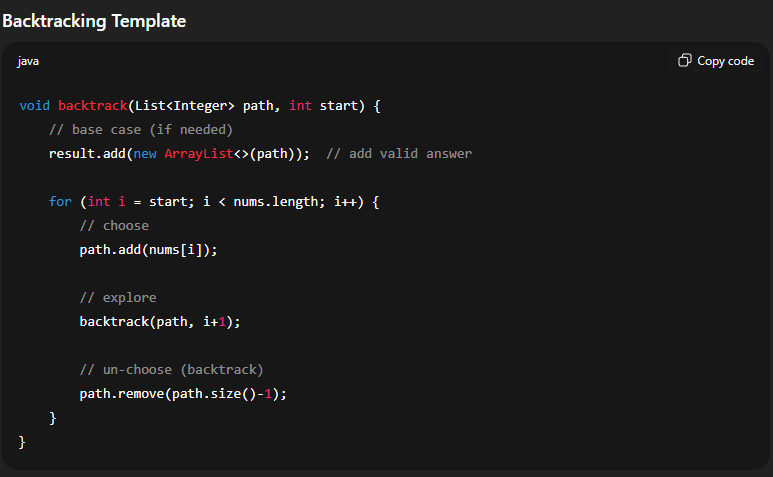 Backtracking Template
java
Copy code
void backtrack(List<Integer> path, int start) {
    // base case (if needed)
    result.add(new ArrayList<>(path));  // add valid answer

    for (int i = start; i < nums.length; i++) {
        // choose
        path.add(nums[i]);

        // explore
        backtrack(path, i+1);

        // un-choose (backtrack)
        path.remove(path.size()-1);
    }
}